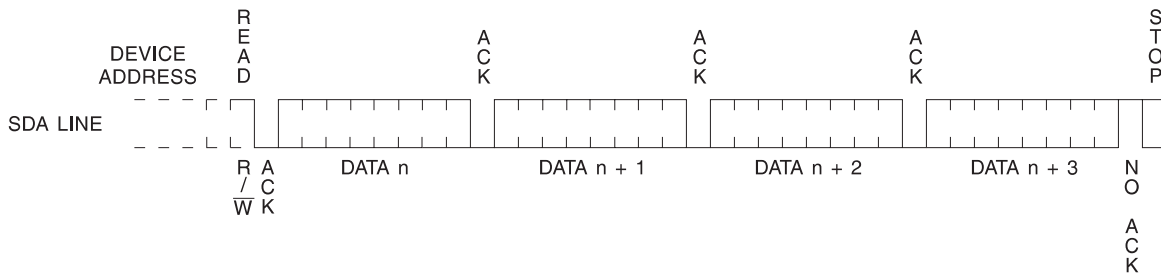 READ
ACK
ACK
ACK
STOP
DEVICE
ADDRESS
SDA LINE
R/W
ACK
DATA n
DATA n + 1
DATA n + 2
DATA n + 3
NO ACK